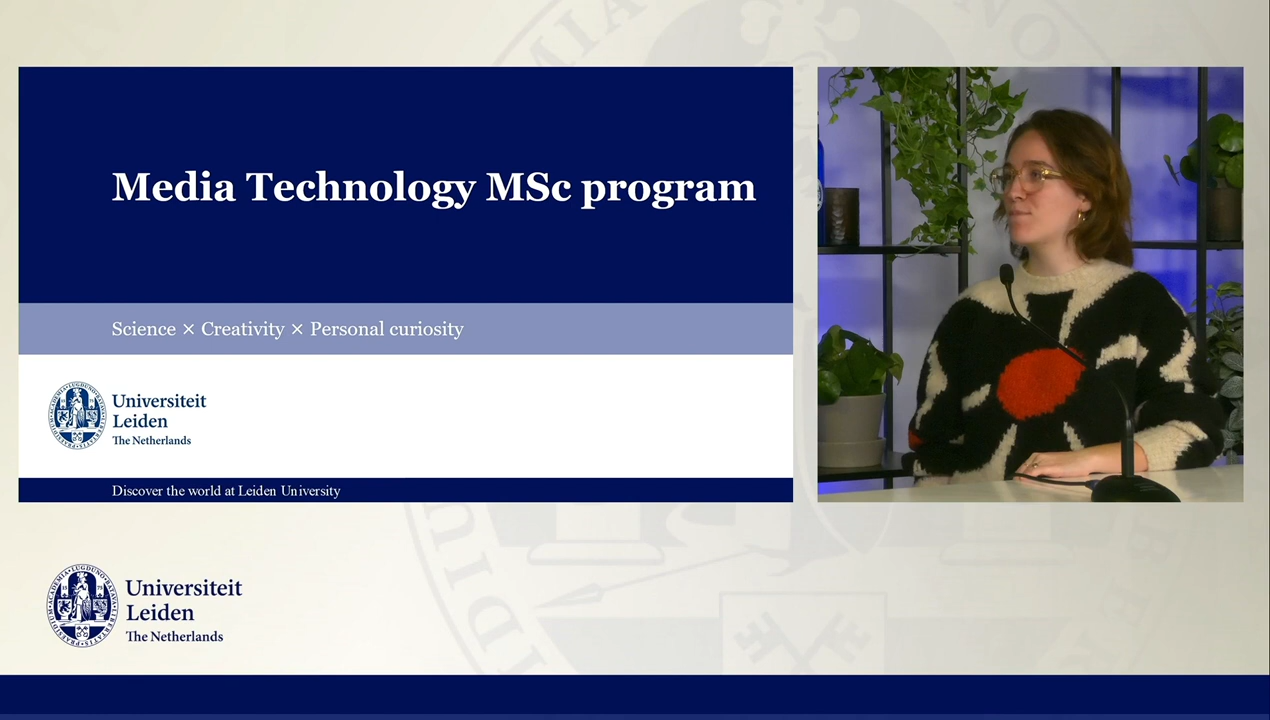 Media Technology MSc program
Science × Creativity × Personal curiosity
Universiteit
Leiden
The Netherlands
Discover the world at Leiden University
Universiteit
Leiden
The Netherlands